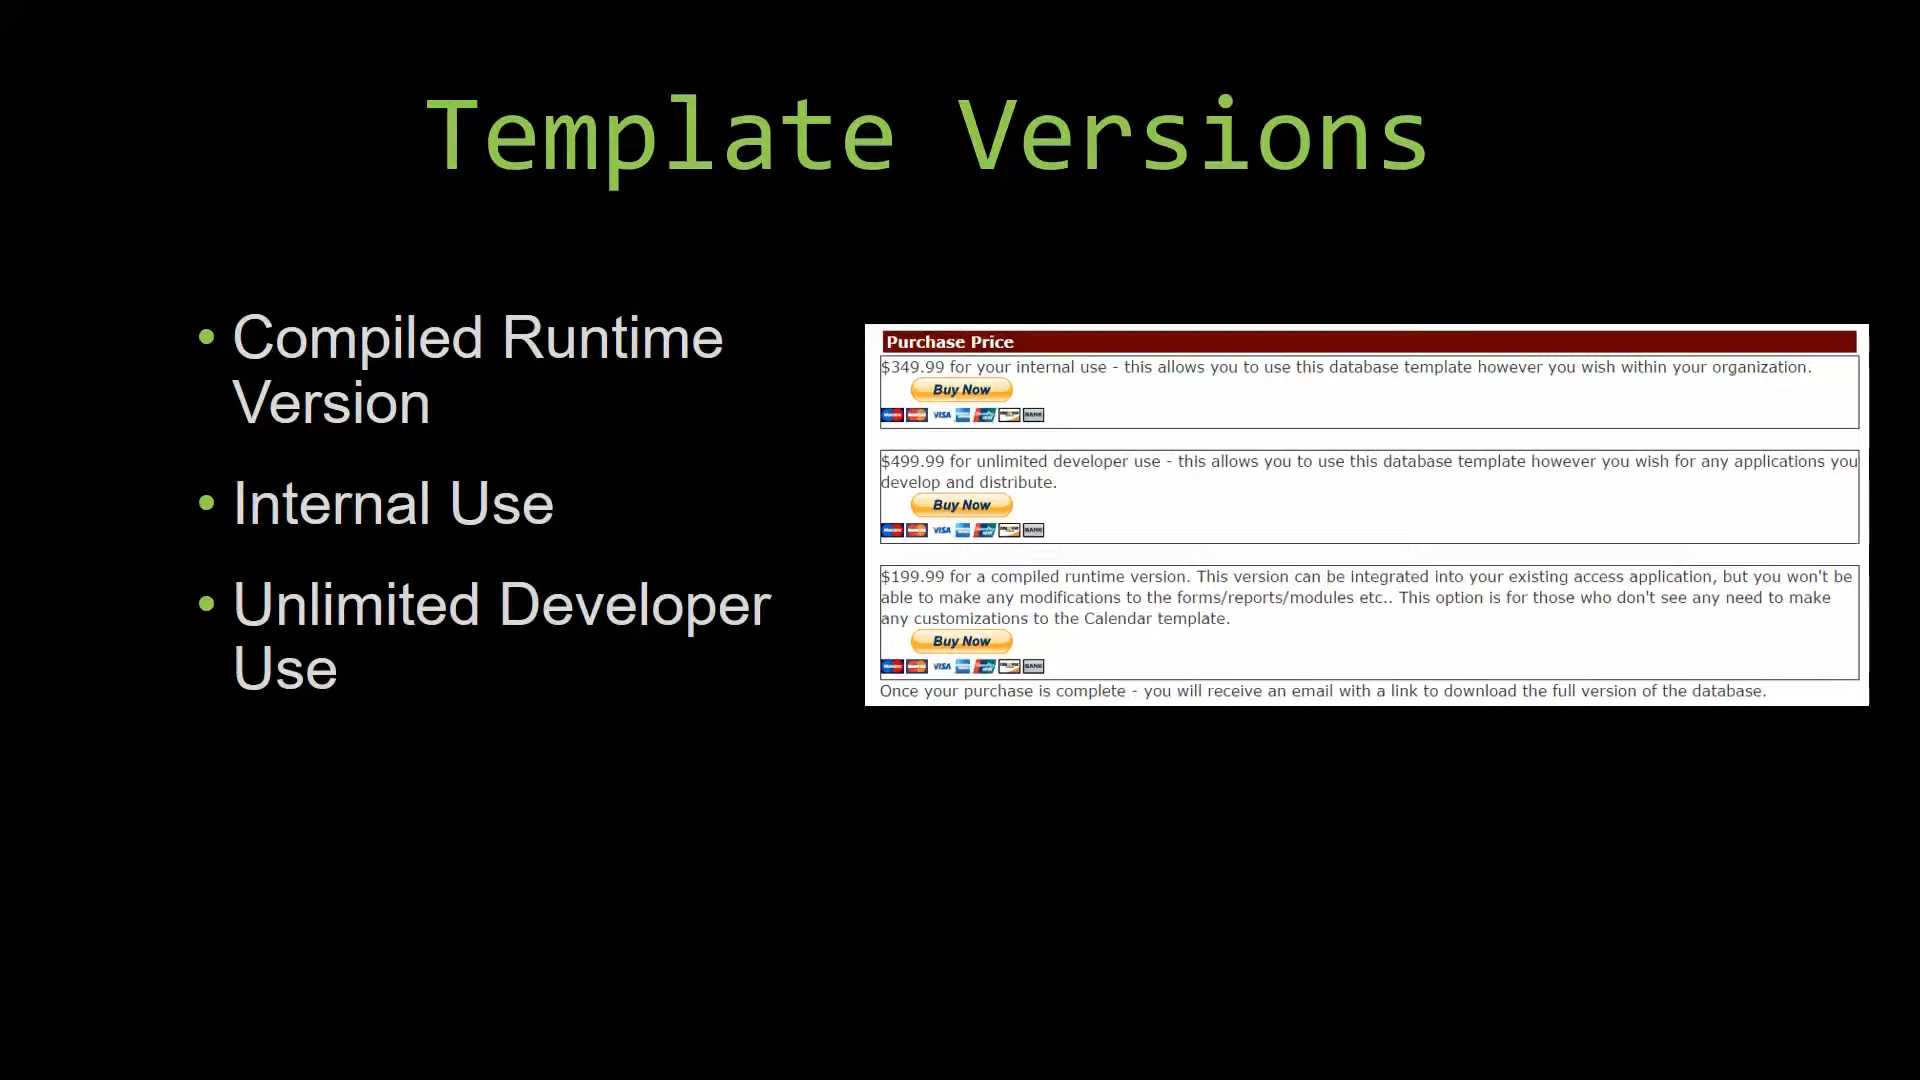 Template Versions
• Compiled Runtime
Version
• Internal Use
• Unlimited Developer
Use
Purchase Price
$349.99 for your internal use - this allows you to use this database template however you wish within your organization.
Buy Now
VISA BANK
$499.99 for unlimited developer use - this allows you to use this database template however you wish for any applications you
develop and distribute.
Buy Now
VISA BANK
$199.99 for a compiled runtime version. This version can be integrated into your existing access application, but you won't be
able to make any modifications to the forms/reports/modules etc.. This option is for those who don't see any need to make
any customizations to the Calendar template.
Buy Now
VISA BANK
Once your purchase is complete - you will receive an email with a link to download the full version of the database.